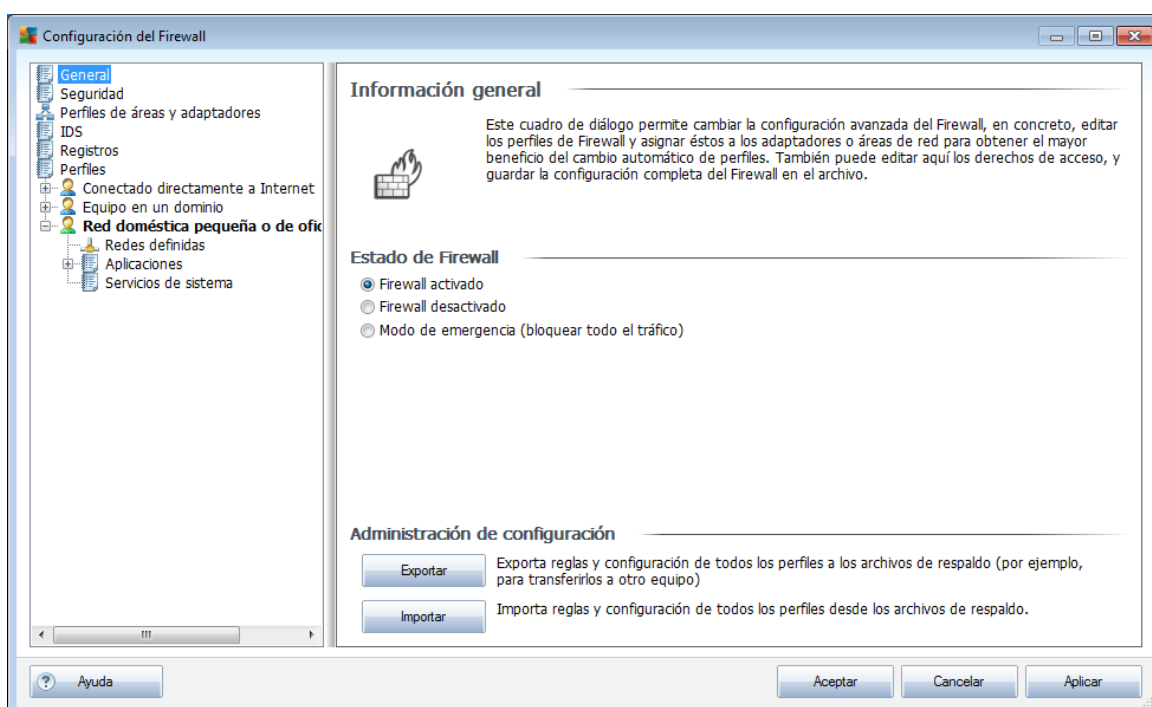 Configuración del Firewall
General
Seguridad
Perfiles de áreas y adaptadores
IDS
Registros
Perfiles
Conectado directamente a Internet
Equipo en un dominio
Red doméstica pequeña o de ofic
Redes definidas
Aplicaciones
Servicios de sistema
Información general
Este cuadro de diálogo permite cambiar la configuración avanzada del Firewall, en concreto, editar
los perfiles de Firewall y asignar éstos a los adaptadores o áreas de red para obtener el mayor
beneficio del cambio automático de perfiles. También puede editar aquí los derechos de acceso, y
guardar la configuración completa del Firewall en el archivo.
Estado de Firewall
Firewall activado
Firewall desactivado
Modo de emergencia (bloquear todo el tráfico)
Administración de configuración
Exportar
Exporta reglas y configuración de todos los perfiles a los archivos de respaldo (por ejemplo,
para transferirlos a otro equipo)
Importar
Importa reglas y configuración de todos los perfiles desde los archivos de respaldo.
Ayuda
Aceptar
Cancelar
Aplicar